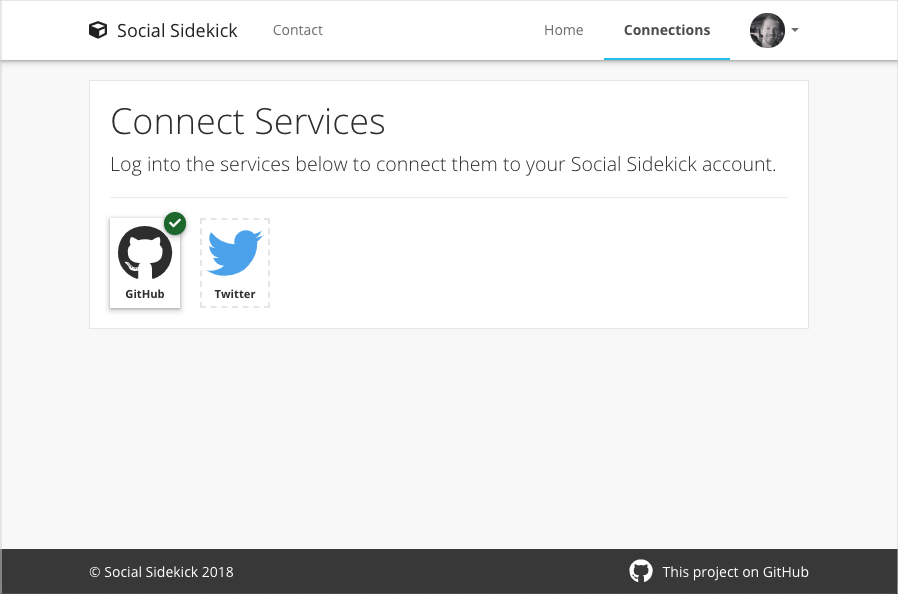 Social Sidekick
Contact
Home
Connections
Connect Services
Log into the services below to connect them to your Social Sidekick account.
GitHub
Twitter
© Social Sidekick 2018
This project on GitHub